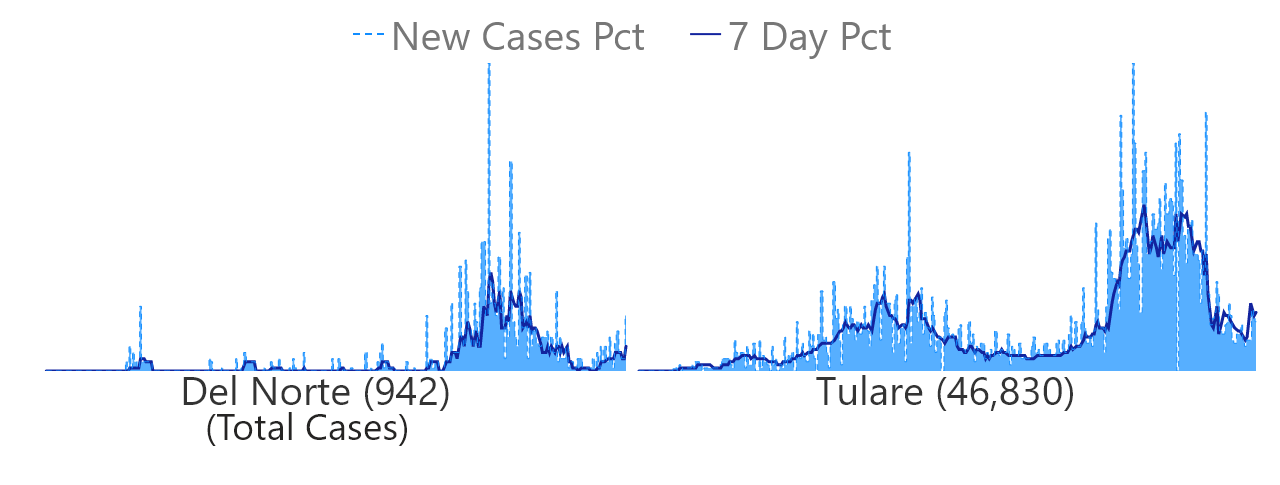 New Cases Pct
7 Day Pct
Del Norte (942)
(Total Cases)
Tulare (46,830)